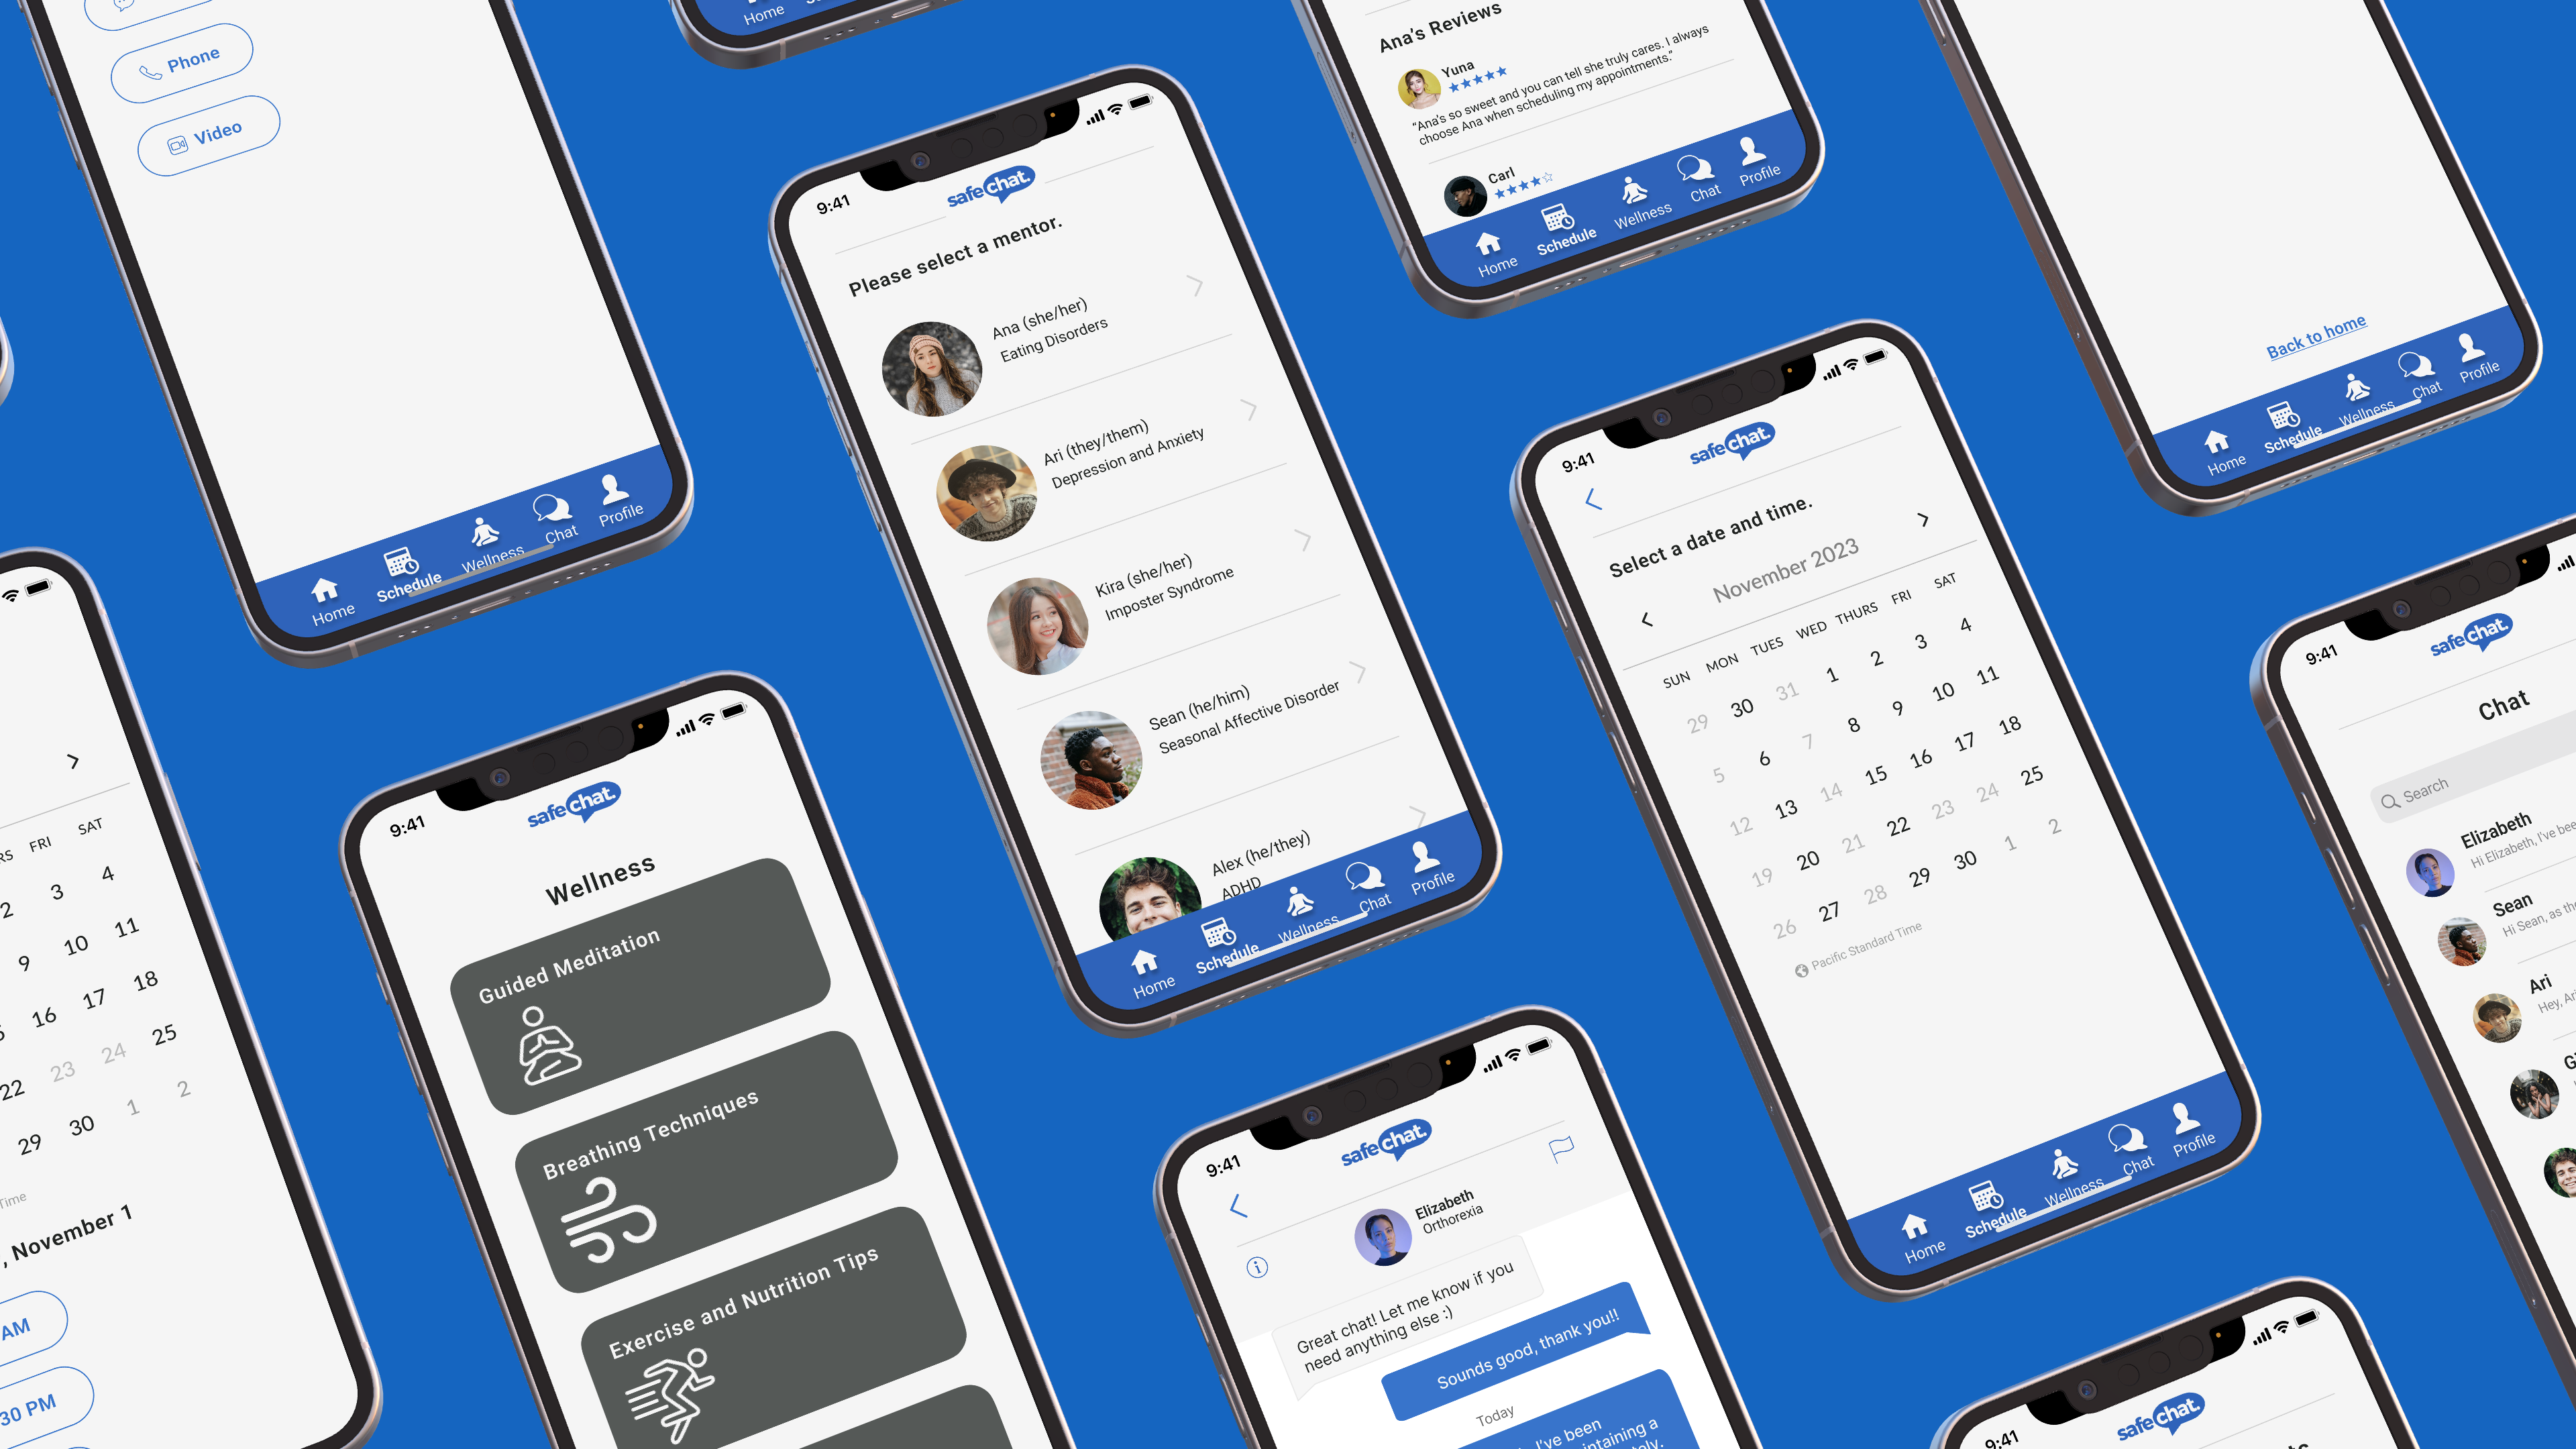 Phone
Video
Home
Schedule
Wellness
Chat
Profile
Home
9:41
safechat.
Please select a mentor.
Ana (she/her)
Eating Disorders
Ari (they/them)
Depression and Anxiety
Kira (she/her)
Imposter Syndrome
Sean (he/him)
Seasonal Affective Disorder
Alex (he/they)
ADHD
Home
Schedule
Wellness
Chat
Profile
Ana's Reviews
Yuna
★★★★★
"Ana's so sweet and you can tell she truly cares. I always
choose Ana when scheduling my appointments."
Carl
★★★★☆
Home
Schedule
Wellness
Chat
Profile
Back to home
Home
Schedule
Wellness
Chat
Profile
FRI SAT
3 4
9 10 11
16 17 18
22 23 24 25
29 30 1 2
Time
, November 1
AM
30 PM
9:41
safechat.
Wellness
Guided Meditation
Breathing Techniques
Exercise and Nutrition Tips
9:41
safechat.
Elizabeth
Orthorexia
Great chat! Let me know if you
need anything else :)
Sounds good, thank you!!
Today
I've been
9:41
safechat.
Select a date and time.
November 2023
SUN MON TUES WED THURS FRI SAT
29 30 31 1 2 3 4
5 6 7 8 9 10 11
12 13 14 15 16 17 18
19 20 21 22 23 24 25
26 27 28 29 30 1 2
Pacific Standard Time
Home
Schedule
Wellness
Chat
Profile
9:41
safechat.
Chat
Search
Elizabeth
Hi Elizabeth, I've
Sean
Hi Sean, as
Ari
Hey,
9:41
safechat.